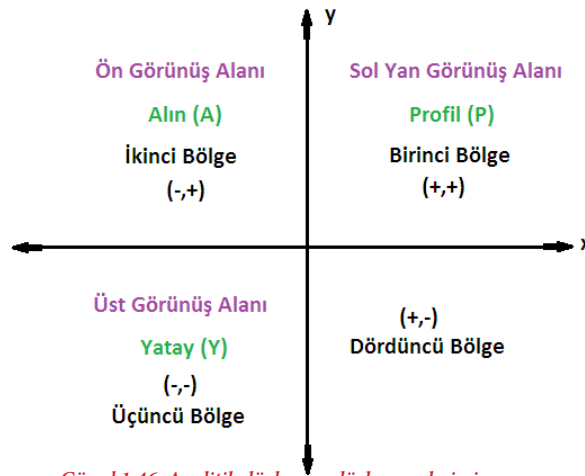 y
Ön Görünüş Alanı
Alın (A)
İkinci Bölge
(-,+)
Sol Yan Görünüş Alanı
Profil (P)
Birinci Bölge
(+,+)
x
Üst Görünüş Alanı
Yatay (Y)
(-,-)
Üçüncü Bölge
(+,-)
Dördüncü Bölge